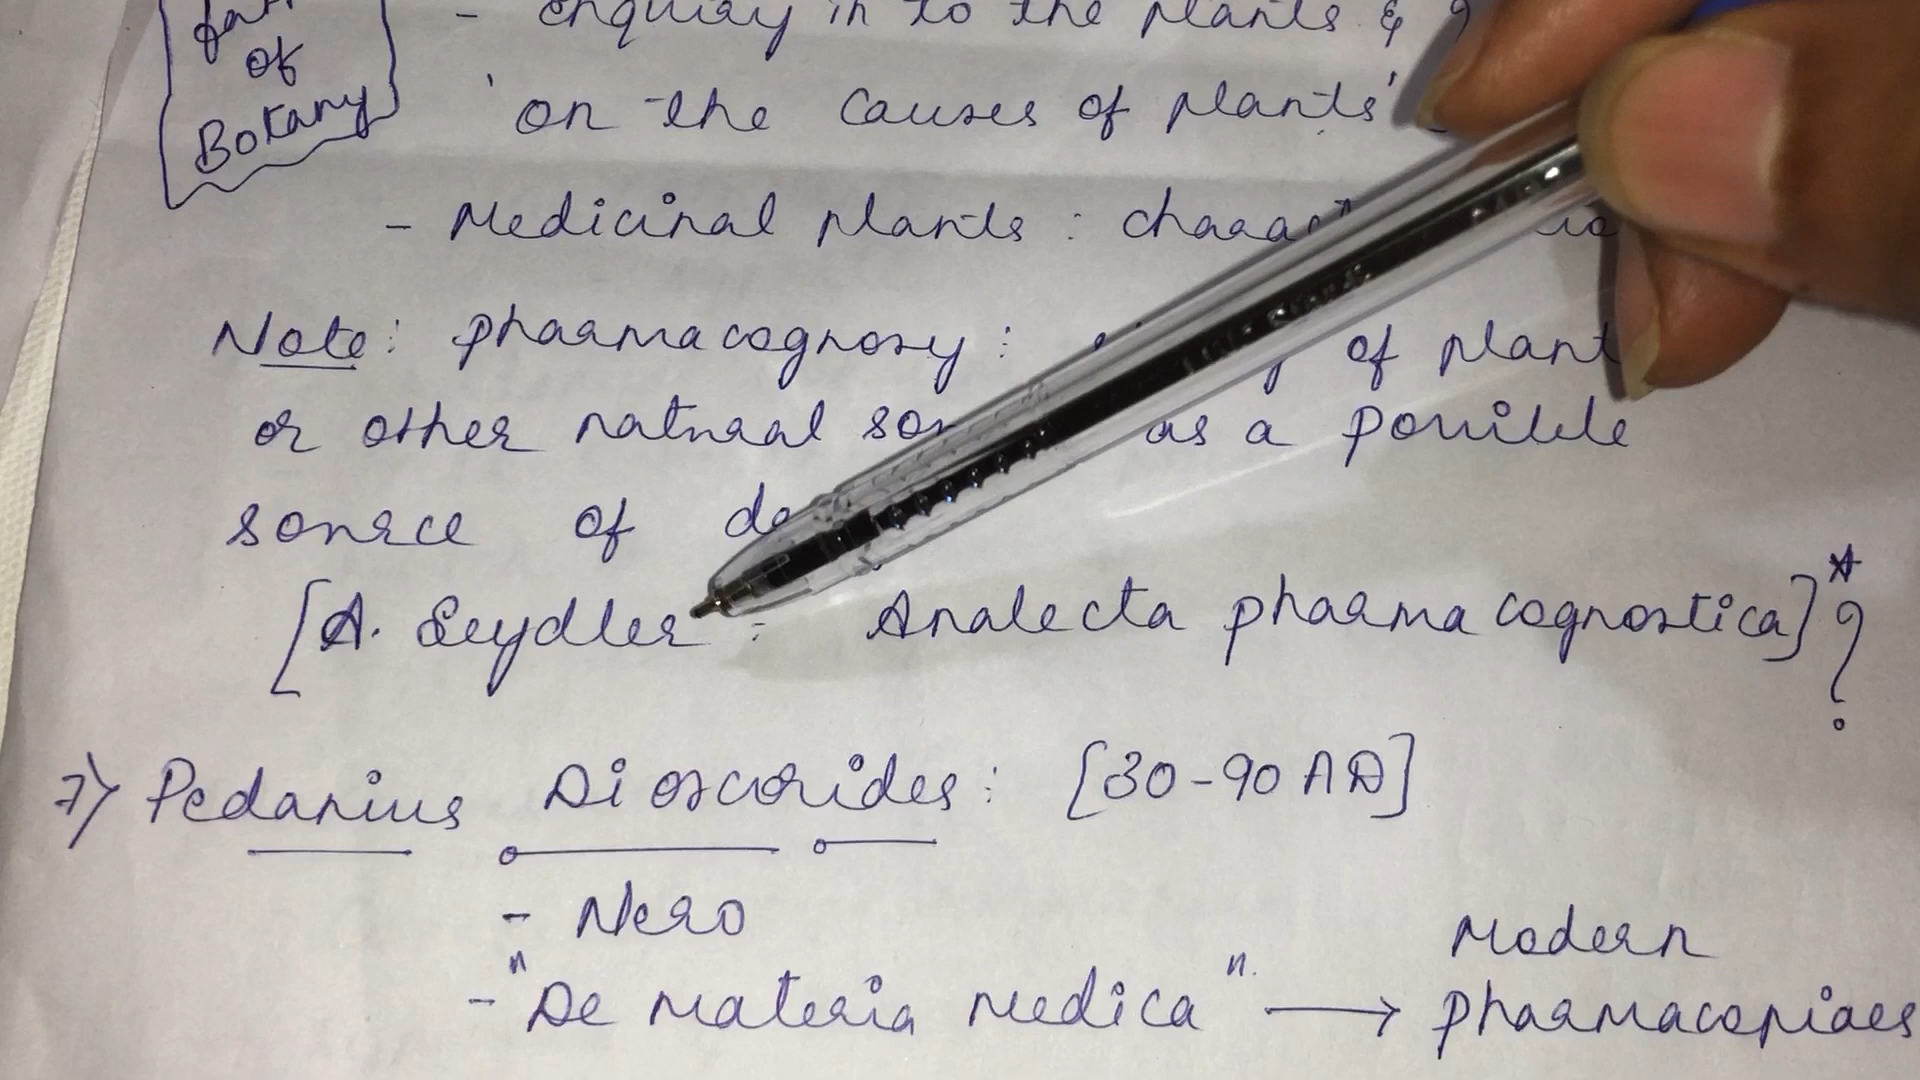 of
Botany
- enquiry in to the plants &
'on the causes of plants'
- Medicinal plants :
Note: pharmacognosy : of plant
or other natural as a possible
source of
[A. Seydler : Analecta pharmacognostica] * ?
7) Pedanius Dioscorides: [30-90 AD]
- Nero
- "De Materia Medica" → Modern
pharmacopiaes